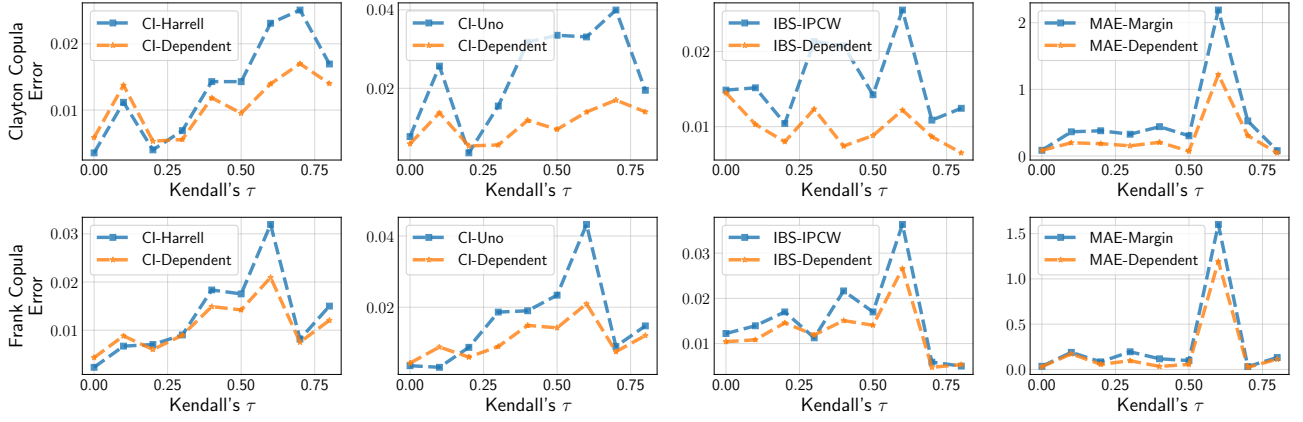 Clayton Copula
Error
0.02
0.01
CI-Harrell
CI-Dependent
0.00 0.25 0.50 0.75
Kendall's τ
0.04
0.02
CI-Uno
CI-Dependent
0.00 0.25 0.50 0.75
Kendall's τ
0.02
0.01
IBS-IPCW
IBS-Dependent
0.00 0.25 0.50 0.75
Kendall's τ
2
1
0
MAE-Margin
MAE-Dependent
0.00 0.25 0.50 0.75
Kendall's τ
Frank Copula
Error
0.03
0.02
0.01
CI-Harrell
CI-Dependent
0.00 0.25 0.50 0.75
Kendall's τ
0.04
0.02
CI-Uno
CI-Dependent
0.00 0.25 0.50 0.75
Kendall's τ
0.03
0.02
0.01
IBS-IPCW
IBS-Dependent
0.00 0.25 0.50 0.75
Kendall's τ
1.5
1.0
0.5
0.0
MAE-Margin
MAE-Dependent
0.00 0.25 0.50 0.75
Kendall's τ